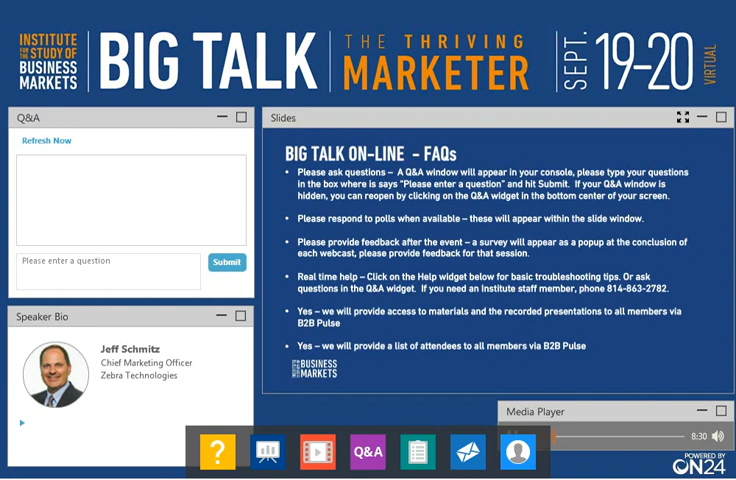 INSTITUTE
FOR THE STUDY OF
BUSINESS
MARKETS
BIG TALK
THE THRIVING
MARKETER
SEPT.
19-20
VIRTUAL
Q&A
Refresh Now
Please enter a question
Submit
Speaker Bio
Jeff Schmitz
Chief Marketing Officer
Zebra Technologies
Slides
BIG TALK ON-LINE - FAQs
• Please ask questions – A Q&A window will appear in your console, please type your questions
in the box where is says "Please enter a question" and hit Submit. If your Q&A window is
hidden, you can reopen by clicking on the Q&A widget in the bottom center of your screen.
• Please respond to polls when available – these will appear within the slide window.
• Please provide feedback after the event – a survey will appear as a popup at the conclusion of
each webcast, please provide feedback for that session.
• Real time help – Click on the Help widget below for basic troubleshooting tips. Or ask
questions in the Q&A widget. If you need an Institute staff member, phone 814-863-2782.
• Yes – we will provide access to materials and the recorded presentations to all members via
B2B Pulse
• Yes – we will provide a list of attendees to all members via B2B Pulse
BUSINESS
MARKETS
Media Player
8:30
?
Q&A
POWERED BY
ON24